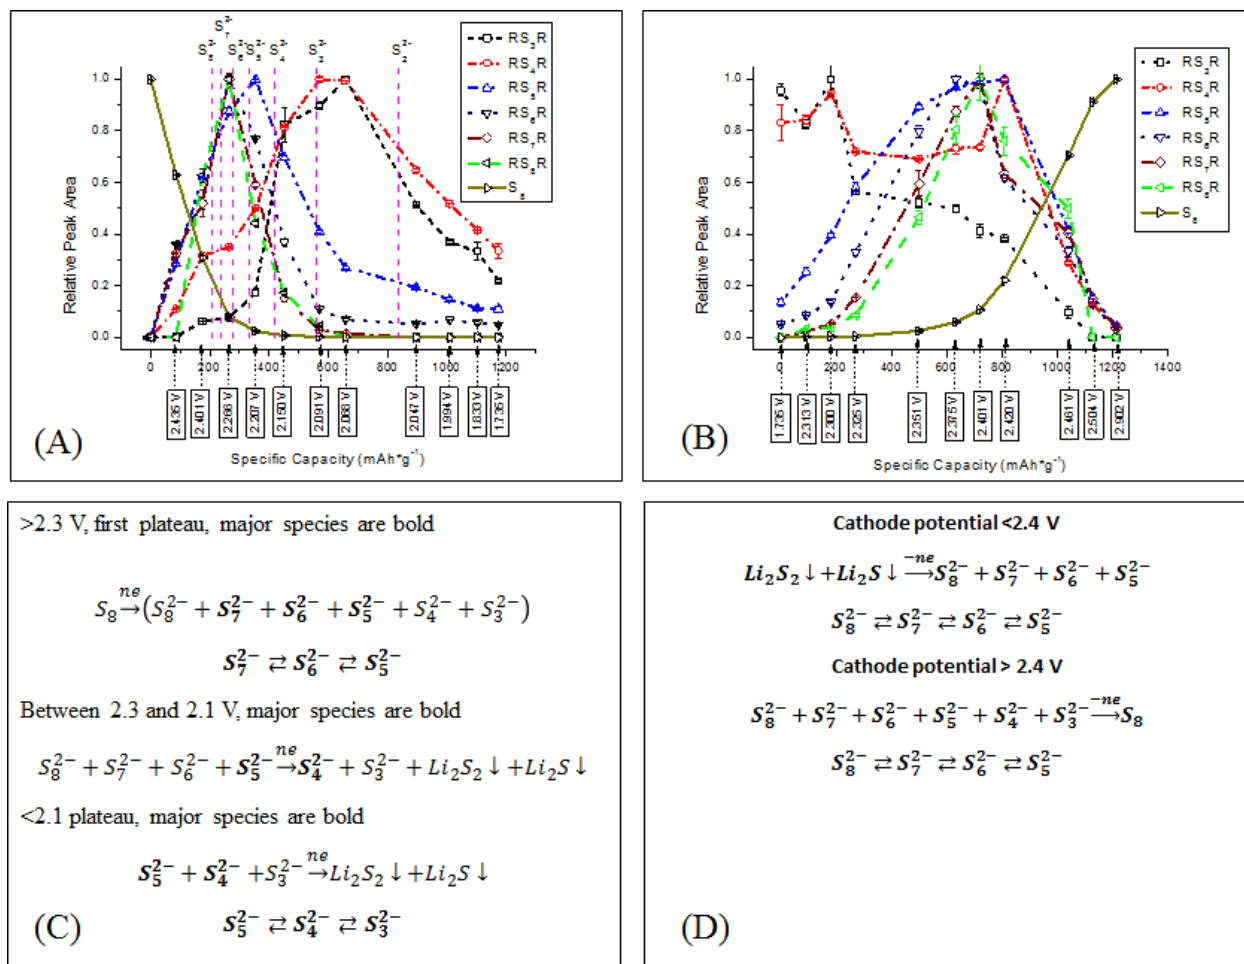 S₈²⁻ S₇²⁻ S₆²⁻ S₅²⁻ S₄²⁻ S₃²⁻ S₂²⁻
RS₃R
RS₄R
RS₅R
RS₆R
RS₇R
RS₈R
S₈
Relative Peak Area
1.0
0.8
0.6
0.4
0.2
0.0
0 200 400 600 800 1000 1200
2.435 V 2.401 V 2.266 V 2.207 V 2.150 V 2.091 V 2.068 V 2.047 V 1.994 V 1.833 V 1.735 V
Specific Capacity (mAh*g⁻¹)
(A)
RS₃R
RS₄R
RS₅R
RS₆R
RS₇R
RS₈R
S₈
Relative Peak Area
1.0
0.8
0.6
0.4
0.2
0.0
0 200 400 600 800 1000 1200 1400
1.735 V 2.313 V 2.300 V 2.325 V 2.351 V 2.375 V 2.401 V 2.420 V 2.461 V 2.504 V 2.902 V
Specific Capacity (mAh*g⁻¹)
(B)
>2.3 V, first plateau, major species are bold
S₈ →ⁿᵉ (S₈²⁻ + S₇²⁻ + S₆²⁻ + S₅²⁻ + S₄²⁻ + S₃²⁻)
S₇²⁻ ⇄ S₆²⁻ ⇄ S₅²⁻
Between 2.3 and 2.1 V, major species are bold
S₈²⁻ + S₇²⁻ + S₆²⁻ + S₅²⁻ →ⁿᵉ S₄²⁻ + S₃²⁻ + Li₂S₂ ↓ +Li₂S ↓
<2.1 plateau, major species are bold
S₅²⁻ + S₄²⁻ +S₃²⁻ →ⁿᵉ Li₂S₂ ↓ +Li₂S ↓
S₅²⁻ ⇄ S₄²⁻ ⇄ S₃²⁻
(C)
Cathode potential <2.4 V
Li₂S₂ ↓ +Li₂S ↓ →⁻ⁿᵉ S₈²⁻ + S₇²⁻ + S₆²⁻ + S₅²⁻
S₈²⁻ ⇄ S₇²⁻ ⇄ S₆²⁻ ⇄ S₅²⁻
Cathode potential > 2.4 V
S₈²⁻ + S₇²⁻ + S₆²⁻ + S₅²⁻ + S₄²⁻ + S₃²⁻ →⁻ⁿᵉ S₈
S₈²⁻ ⇄ S₇²⁻ ⇄ S₆²⁻ ⇄ S₅²⁻
(D)